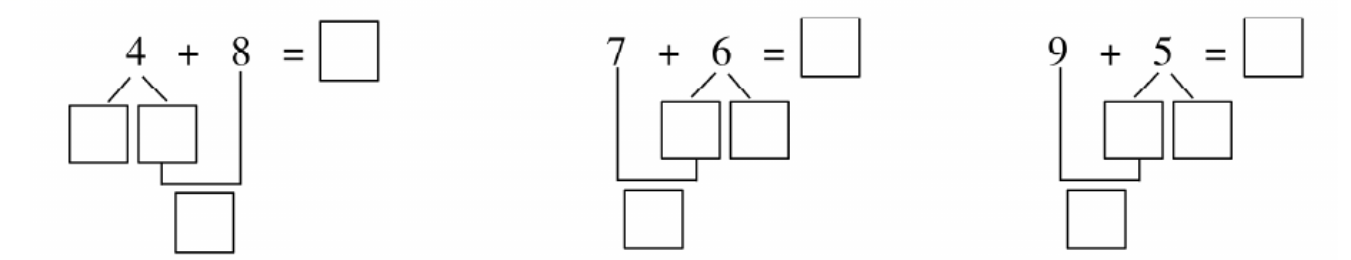 4 + 8 = 7 + 6 = 9 + 5 =